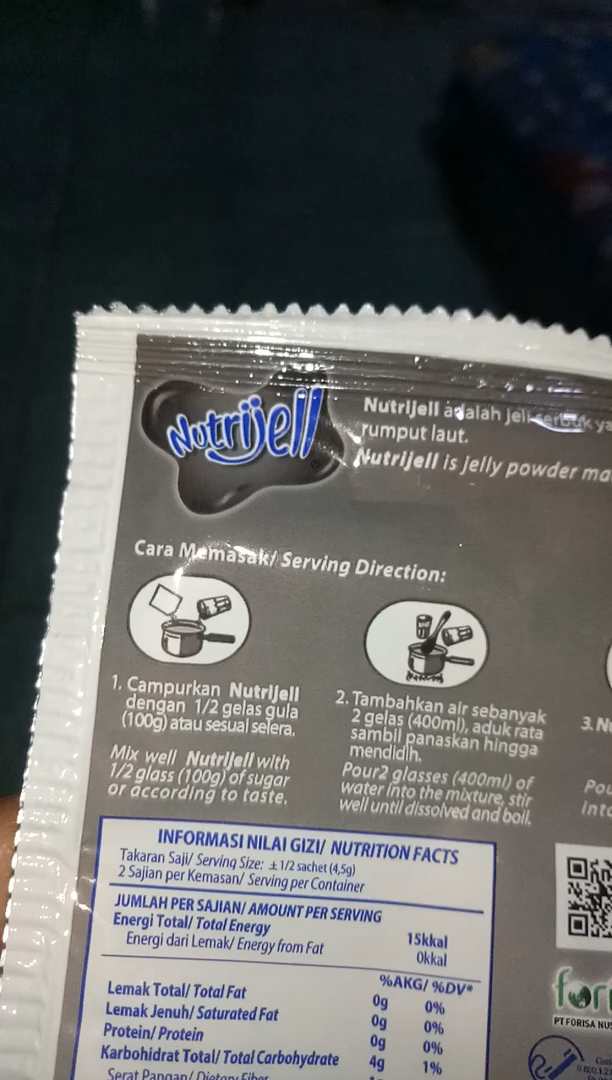 Nutrijell
Nutrijell adalah jeli serbuk
rumput laut.
Nutrijell is jelly powder
Cara Memasak/ Serving Direction:
1. Campurkan Nutrijell
dengan 1/2 gelas gula
(100g) atau sesuai selera.
Mix well Nutrijell with
1/2 glass (100g) of sugar
or according to taste.
2. Tambahkan air sebanyak
2 gelas (400ml), aduk rata
sambil panaskan hingga
mendidih.
Pour2 glasses (400ml) of
water into the mixture, stir
well until dissolved and boil.
3.
INFORMASI NILAI GIZI/ NUTRITION FACTS
Takaran Saji/ Serving Size: ±1/2 sachet (4,5g)
2 Sajian per Kemasan/ Serving per Container
JUMLAH PER SAJIAN/ AMOUNT PER SERVING
Energi Total/ Total Energy 15kkal
Energi dari Lemak/ Energy from Fat 0kkal
%AKG/ %DV*
Lemak Total/ Total Fat 0g 0%
Lemak Jenuh/ Saturated Fat 0g 0%
Protein/ Protein 0g 0%
Karbohidrat Total/ Total Carbohydrate 4g 1%
Serat Pangan/ Dietary Fiber
PT FORISA